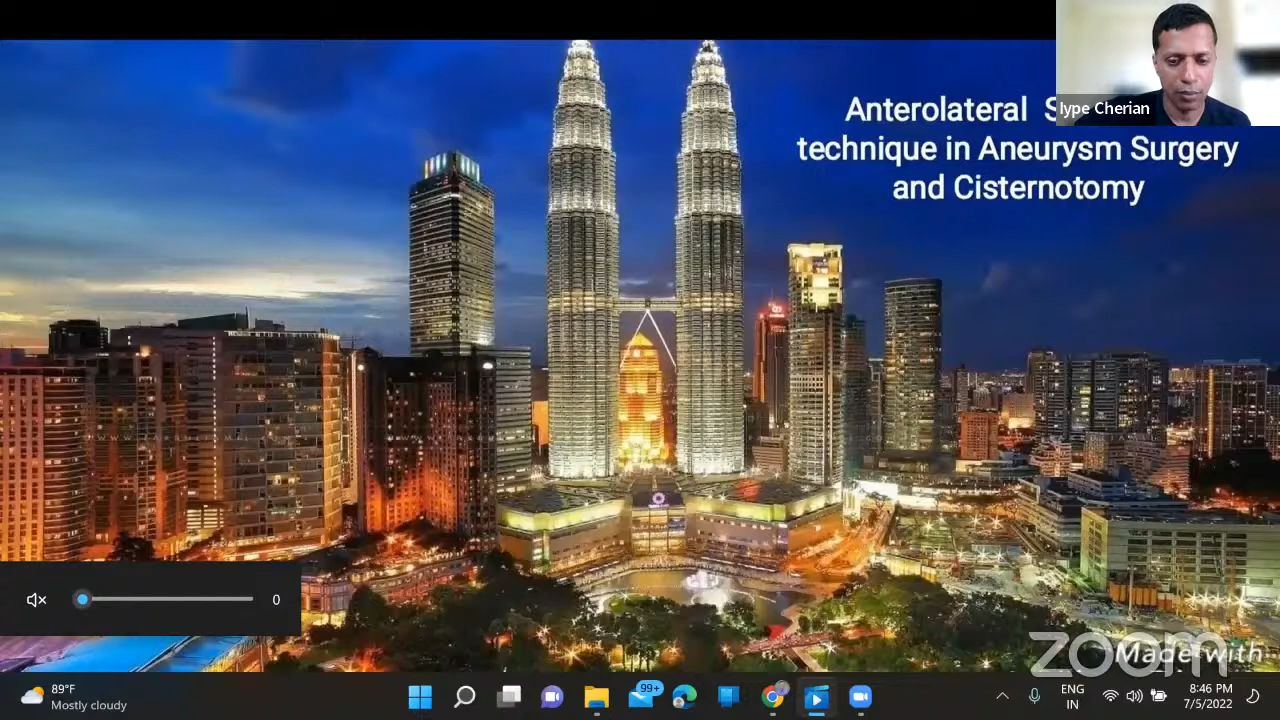 Anterolateral
technique in Aneurysm Surgery
and Cisternotomy
Iype Cherian
0
zoom
Made with
89°F
Mostly cloudy
99+
ENG
IN
8:46 PM
7/5/2022